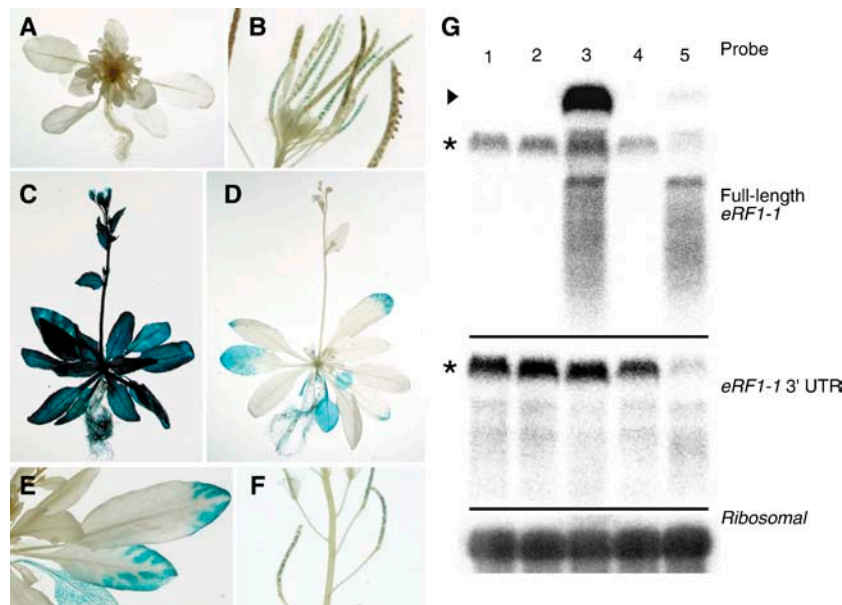 A
B
C
D
E
F
G
1 2 3 4 5 Probe
*
Full-length
eRF1-1
*
eRF1-1 3' UTR
Ribosomal